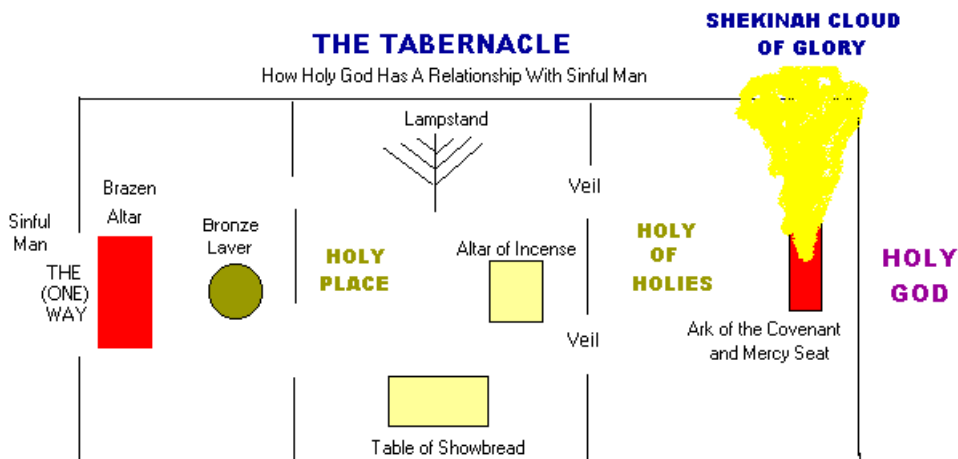 SHEKINAH CLOUD
OF GLORY
THE TABERNACLE
How Holy God Has A Relationship With Sinful Man
Lampstand
Brazen
Altar
Veil
Sinful
Man
Bronze
Laver
THE
(ONE)
WAY
HOLY
PLACE
Altar of Incense
HOLY
OF
HOLIES
HOLY
GOD
Veil
Ark of the Covenant
and Mercy Seat
Table of Showbread